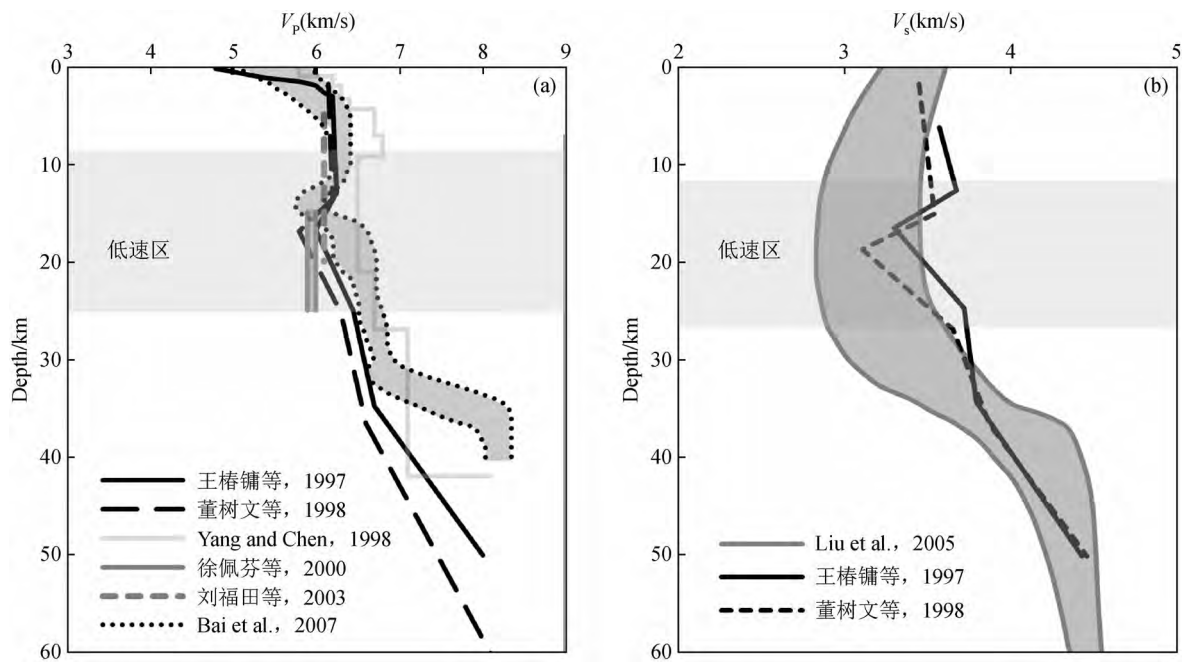 V_P(km/s)
3 4 5 6 7 8 9
(a)
0
10
20
30
40
50
60
Depth/km
低速区
王椿镛等，1997
董树文等，1998
Yang and Chen，1998
徐佩芬等，2000
刘福田等，2003
Bai et al.，2007
V_s(km/s)
2 3 4 5
(b)
0
10
20
30
40
50
60
Depth/km
低速区
Liu et al.，2005
王椿镛等，1997
董树文等，1998